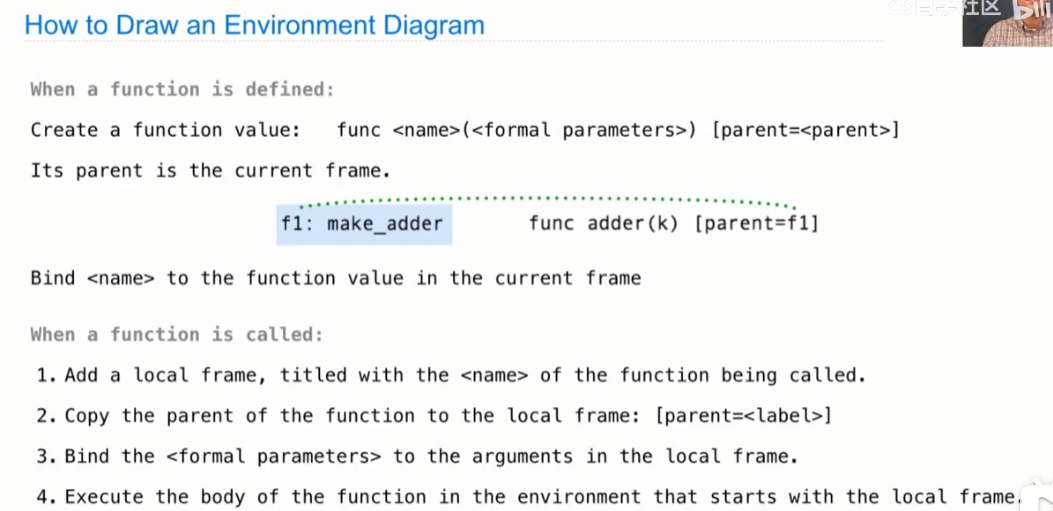 How to Draw an Environment Diagram
When a function is defined:
Create a function value: func <name>(<formal parameters>) [parent=<parent>]
Its parent is the current frame.
f1: make_adder func adder(k) [parent=f1]
Bind <name> to the function value in the current frame
When a function is called:
1. Add a local frame, titled with the <name> of the function being called.
2. Copy the parent of the function to the local frame: [parent=<label>]
3. Bind the <formal parameters> to the arguments in the local frame.
4. Execute the body of the function in the environment that starts with the local frame.